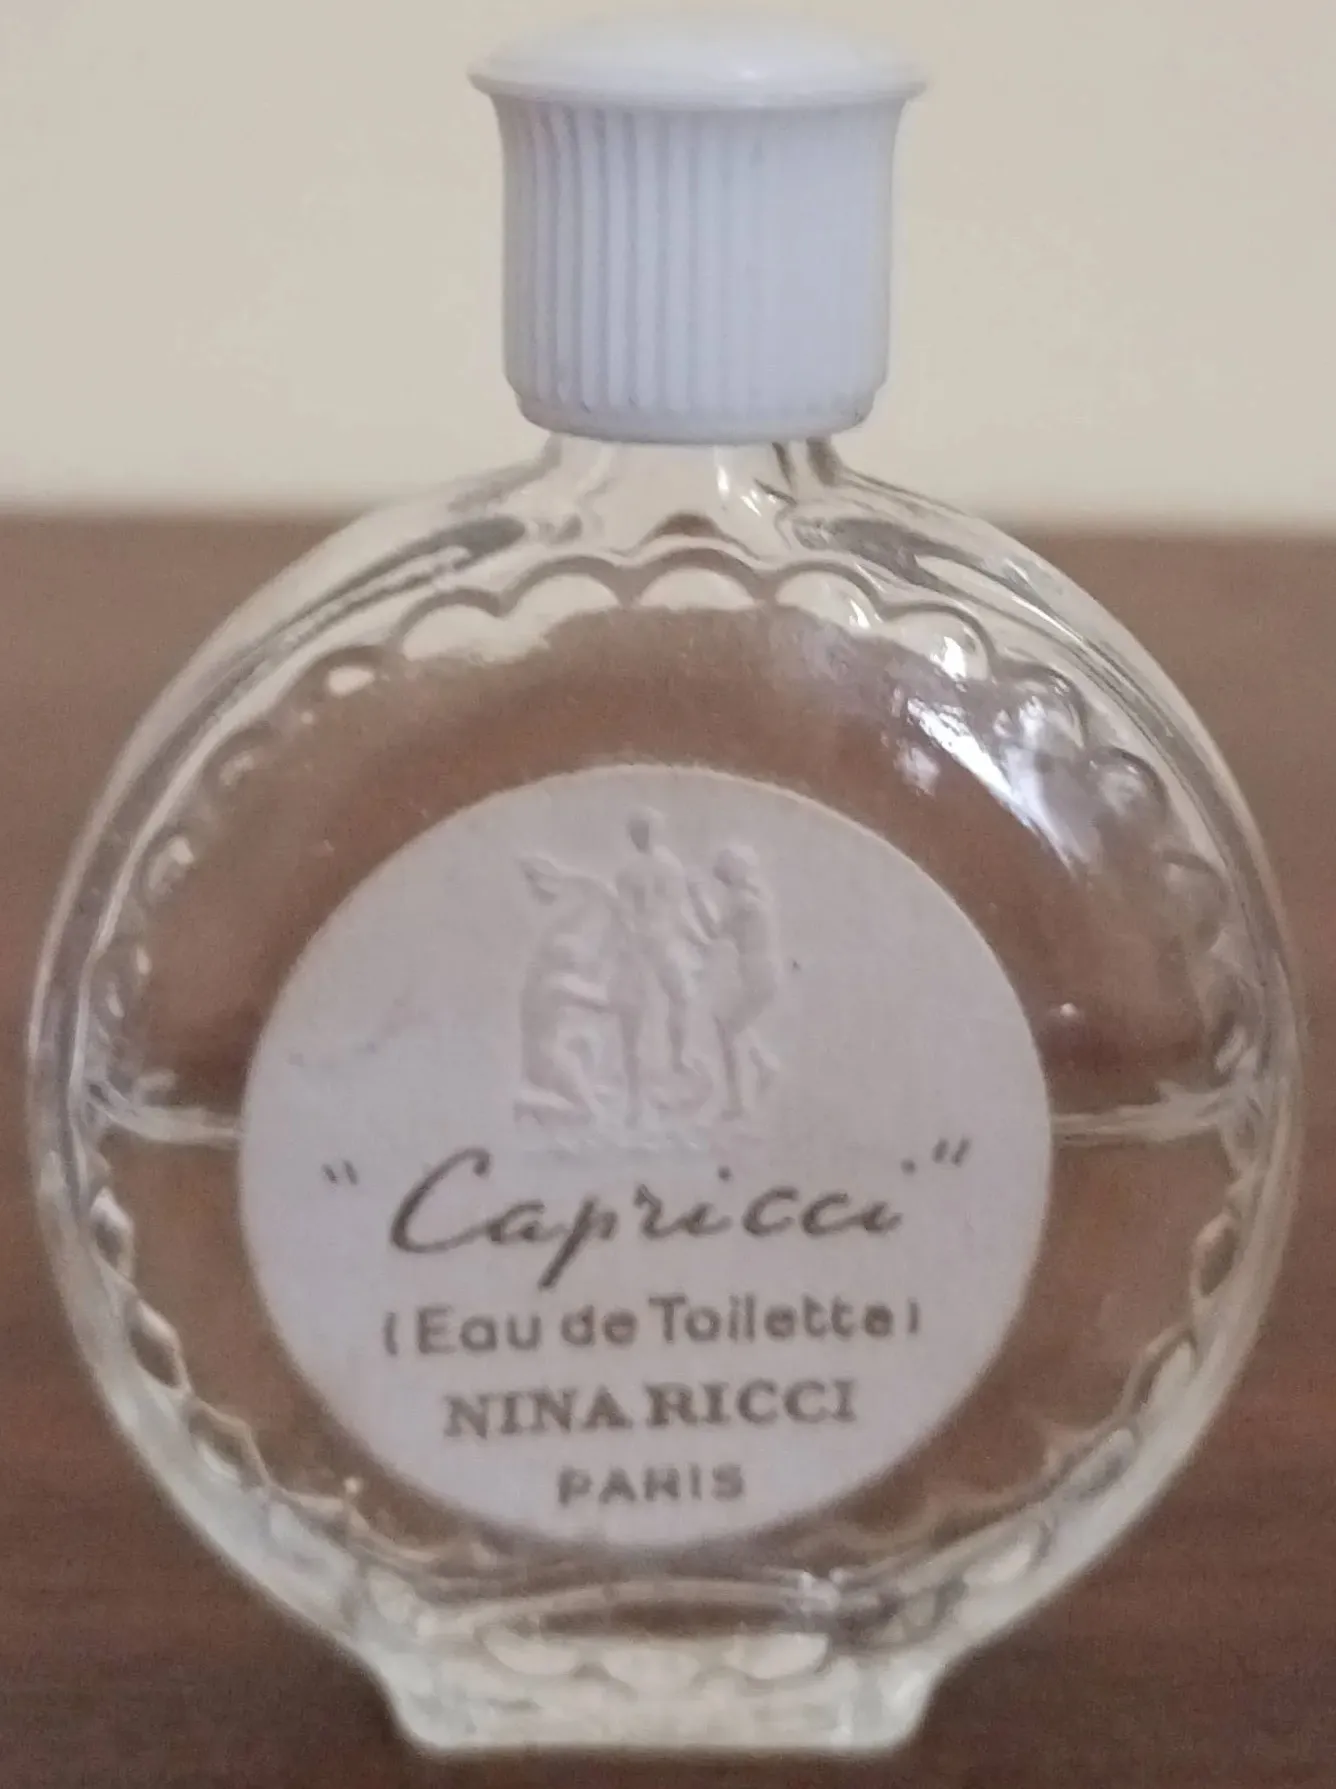 "Capricci"
(Eau de Toilette)
NINA RICCI
PARIS